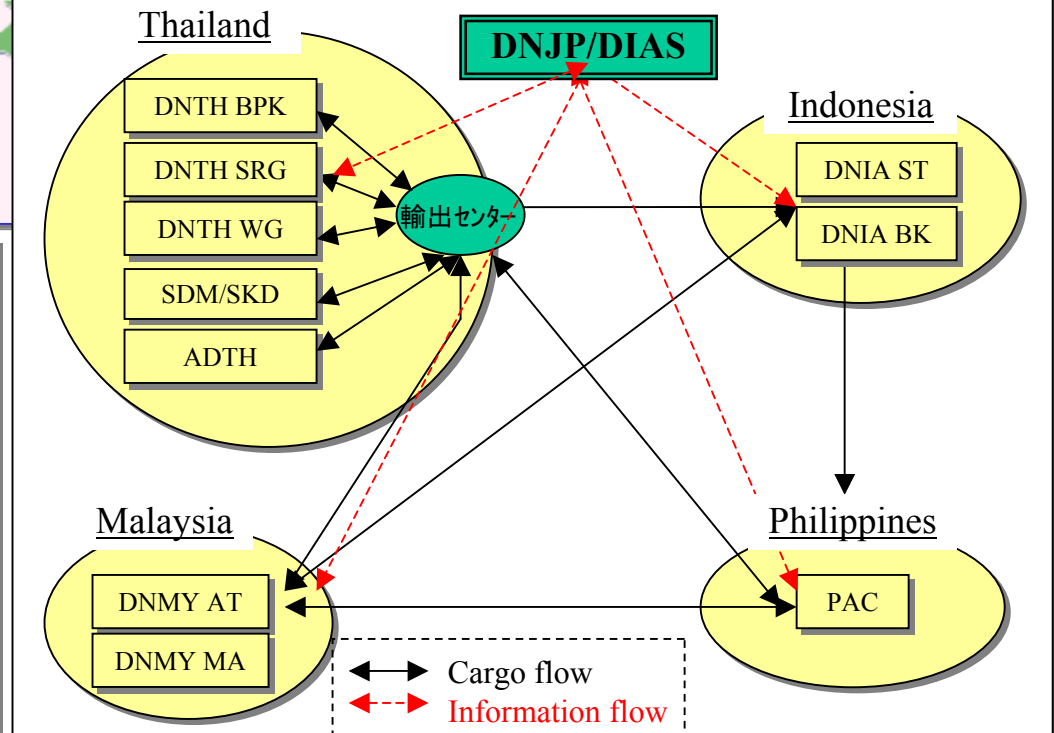 Thailand
DNJP/DIAS
Indonesia
DNTH BPK
DNTH SRG
DNTH WG
SDM/SKD
ADTH
輸出センター
DNIA ST
DNIA BK
Malaysia
Philippines
DNMY AT
DNMY MA
PAC
Cargo flow
Information flow